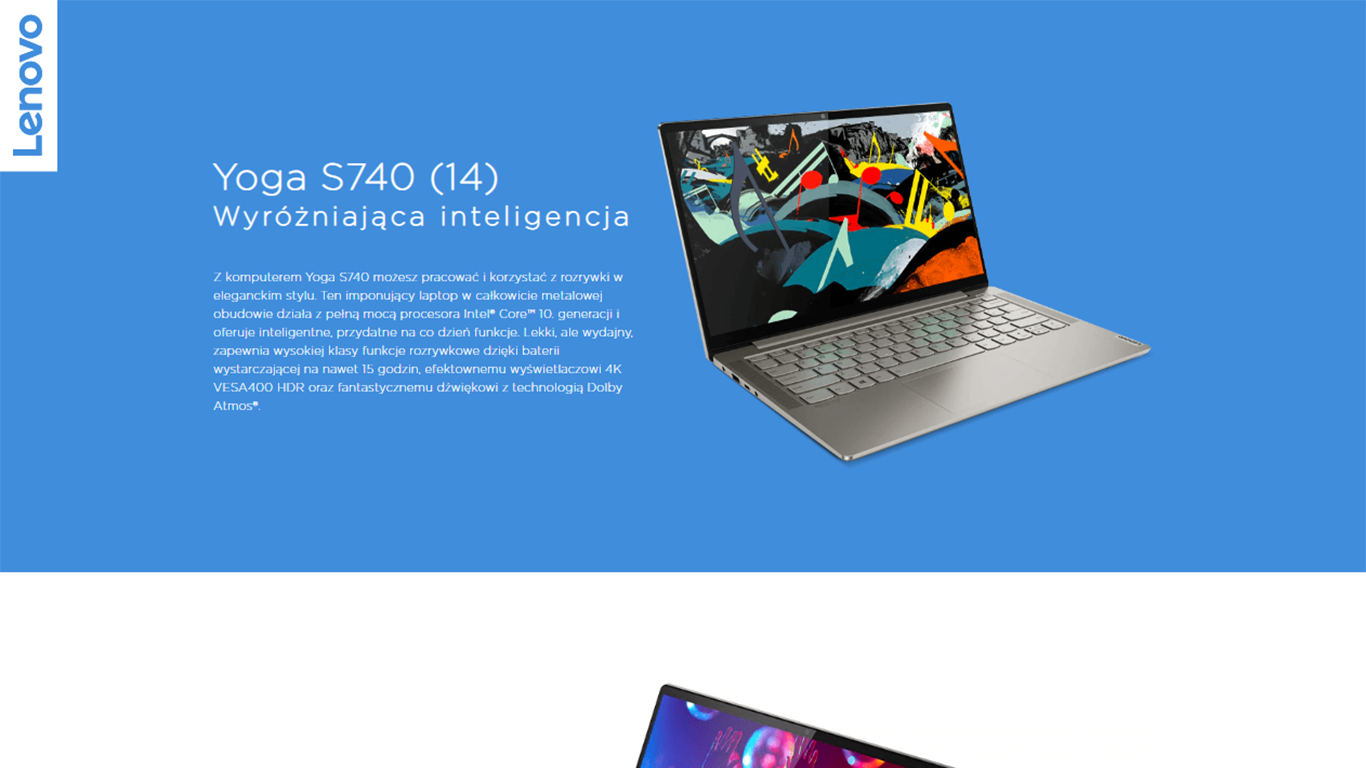 Lenovo
Yoga S740 (14)
Wyróżniająca inteligencja
Z komputerem Yoga S740 możesz pracować i korzystać z rozrywki w
eleganckim stylu. Ten imponujący laptop w całkowicie metalowej
obudowie działa z pełną mocą procesora Intel® Core™ 10. generacji i
oferuje inteligentne, przydatne na co dzień funkcje. Lekki, ale wydajny,
zapewnia wysokiej klasy funkcje rozrywkowe dzięki baterii
wystarczającej na nawet 15 godzin, efektownemu wyświetlaczowi 4K
VESA400 HDR oraz fantastycznemu dźwiękowi z technologią Dolby
Atmos®.